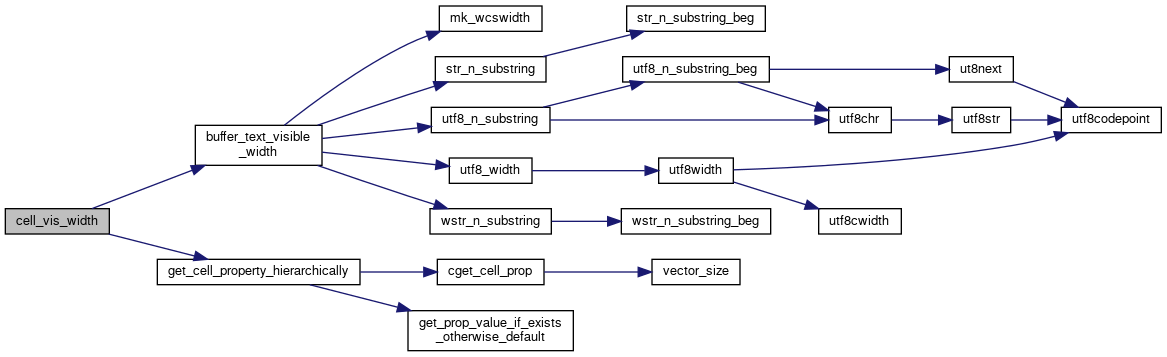 cell_vis_width
buffer_text_visible
_width
mk_wcswidth
str_n_substring
str_n_substring_beg
utf8_n_substring
utf8_n_substring_beg
ut8next
utf8codepoint
utf8chr
utf8str
utf8_width
utf8width
utf8cwidth
wstr_n_substring
wstr_n_substring_beg
get_cell_property_hierarchically
cget_cell_prop
vector_size
get_prop_value_if_exists
_otherwise_default